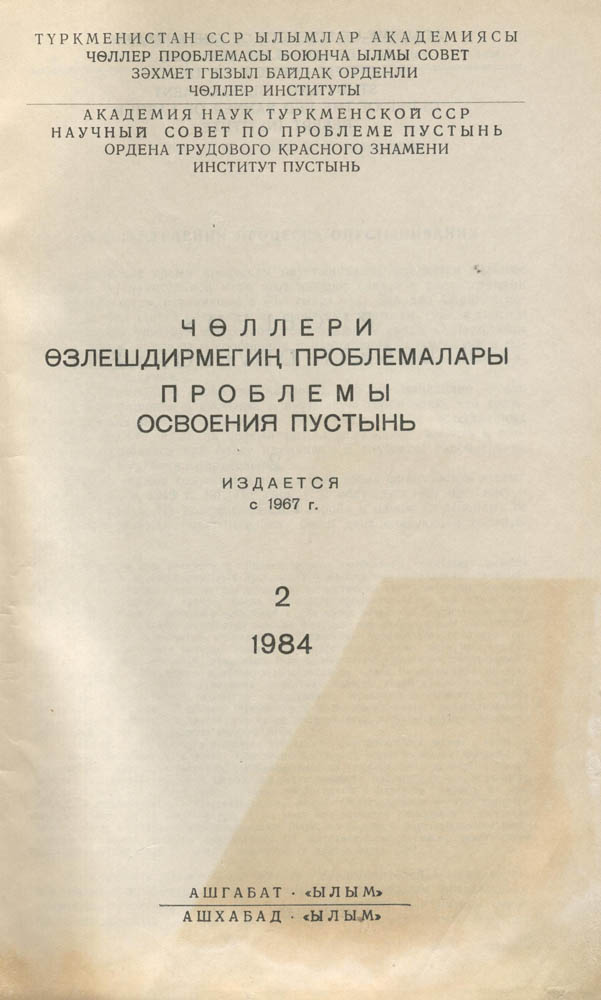 ТҮРКМЕНИСТАН ССР ЫЛЫМЛАР АКАДЕМИЯСЫ
ЧӨЛЛЕР ПРОБЛЕМАСЫ БОЮНЧА ЫЛМЫ СОВЕТ
ЗӘХМЕТ ГЫЗЫЛ БАЙДАК ОРДЕНЛИ
ЧӨЛЛЕР ИНСТИТУТЫ
АКАДЕМИЯ НАУК ТУРКМЕНСКОЙ ССР
НАУЧНЫЙ СОВЕТ ПО ПРОБЛЕМЕ ПУСТЫНЬ
ОРДЕНА ТРУДОВОГО КРАСНОГО ЗНАМЕНИ
ИНСТИТУТ ПУСТЫНЬ
ЧӨЛЛЕРИ
ӨЗЛЕШДИРМЕГИҢ ПРОБЛЕМАЛАРЫ
ПРОБЛЕМЫ
ОСВОЕНИЯ ПУСТЫНЬ
ИЗДАЕТСЯ
с 1967 г.
2
1984
АШГАБАТ · «ЫЛЫМ»
АШХАБАД · «ЫЛЫМ»